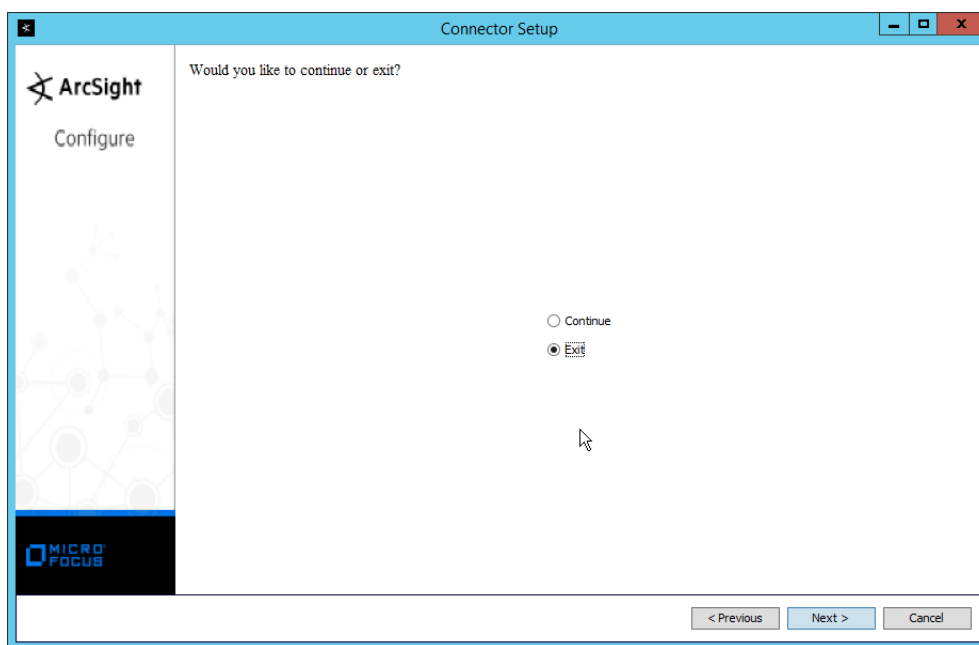 Connector Setup
ArcSight
Configure
Would you like to continue or exit?
Continue
Exit
MICRO
FOCUS
< Previous
Next >
Cancel